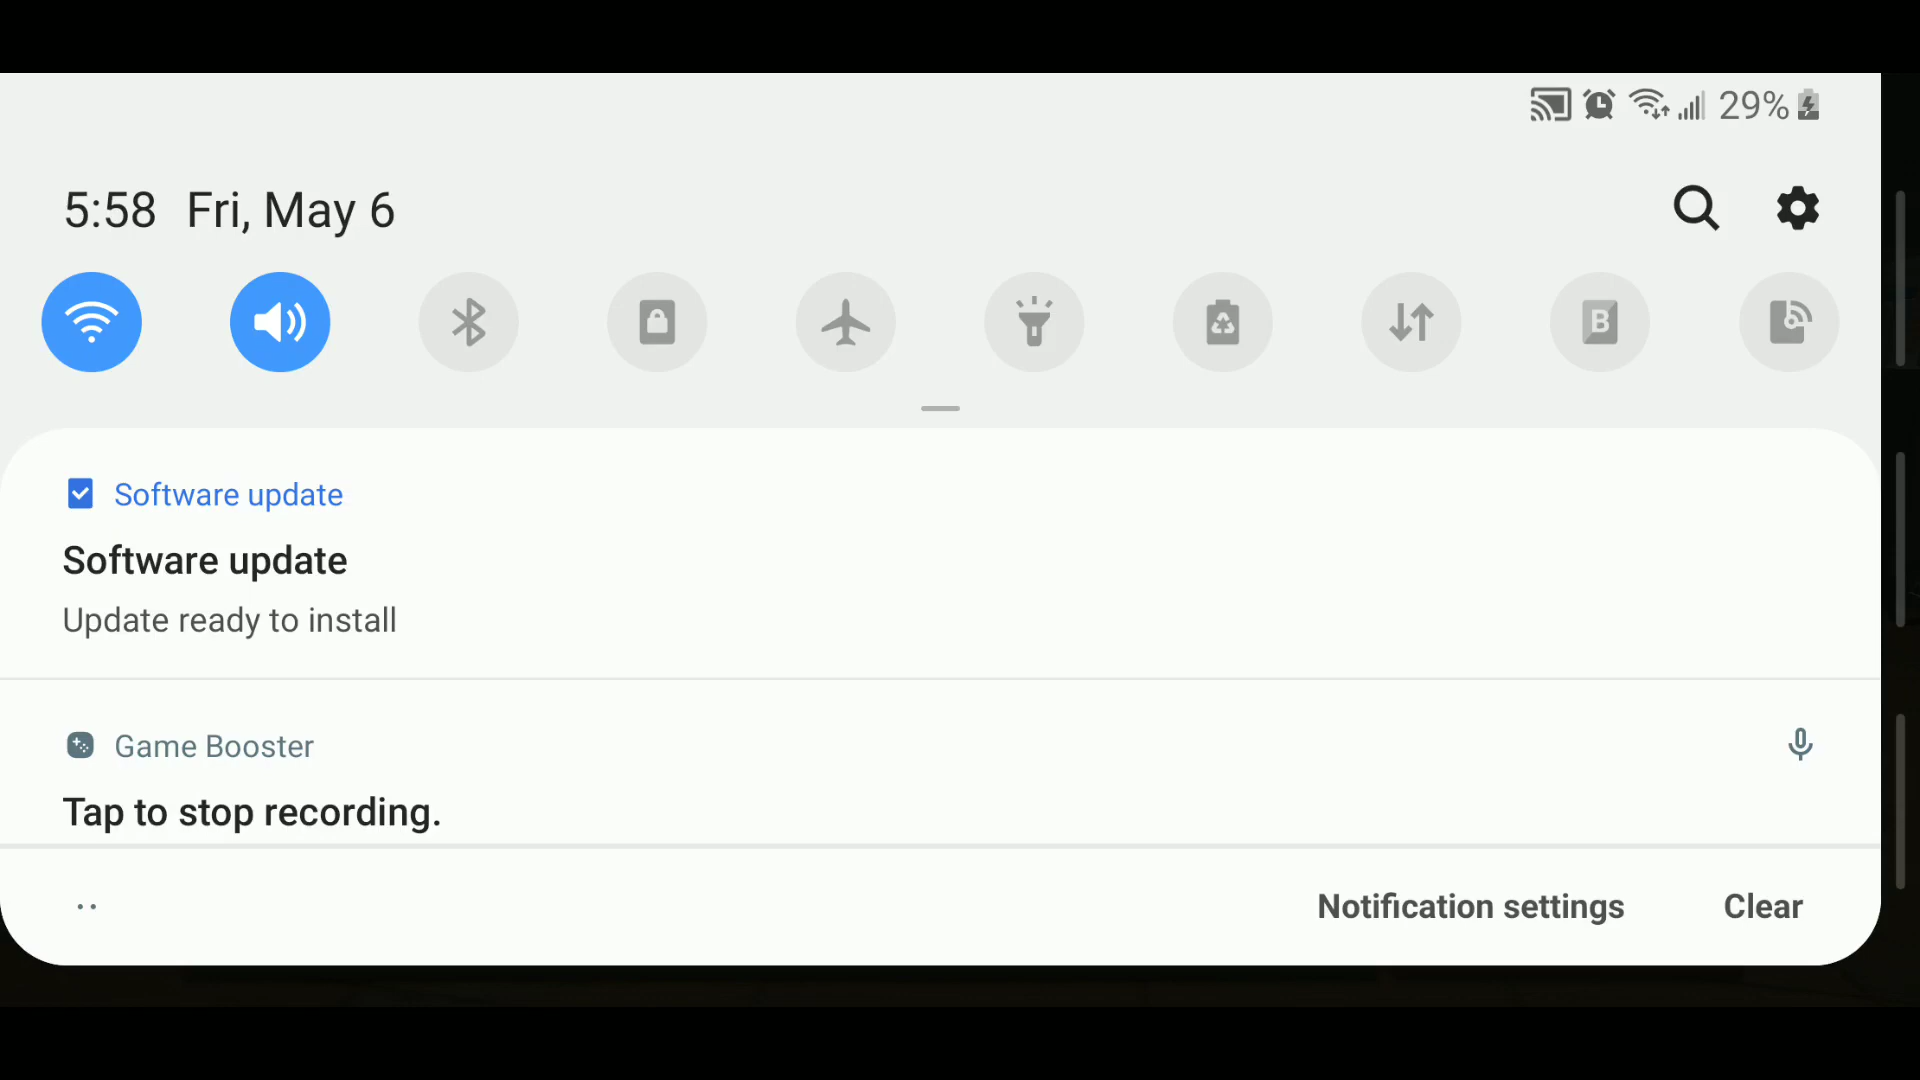 29%
5:58 Fri, May 6
B
Software update
Software update
Update ready to install
Game Booster
Tap to stop recording.
Notification settings Clear